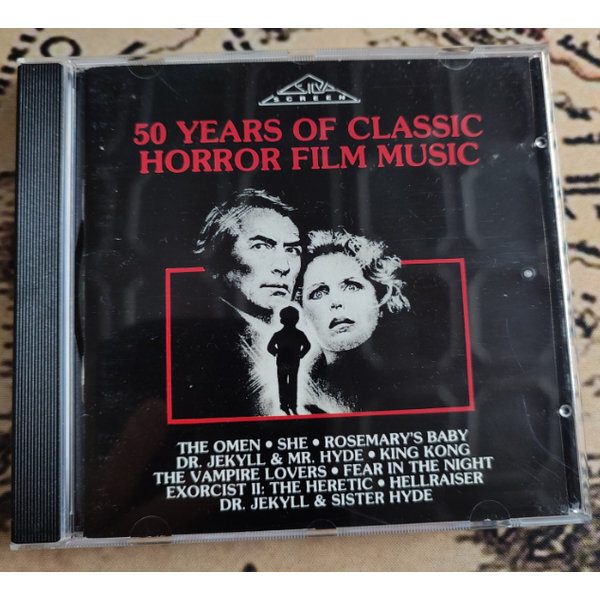 SILVA
SCREEN
50 YEARS OF CLASSIC
HORROR FILM MUSIC
THE OMEN • SHE • ROSEMARY'S BABY
DR. JEKYLL & MR. HYDE • KING KONG
THE VAMPIRE LOVERS • FEAR IN THE NIGHT
EXORCIST II: THE HERETIC • HELLRAISER
DR. JEKYLL & SISTER HYDE